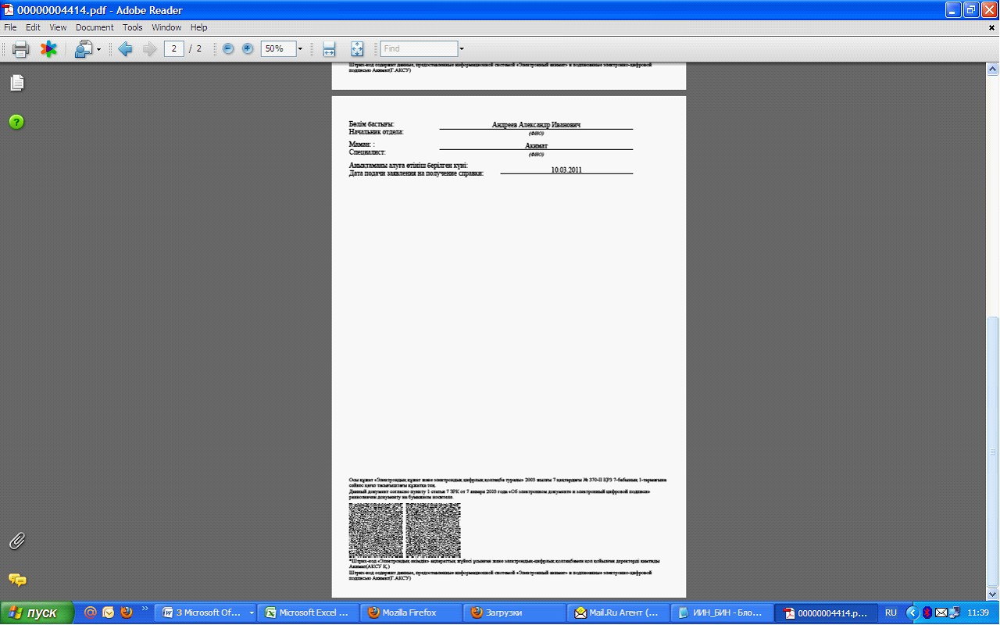 00000004414.pdf - Adobe Reader
File Edit View Document Tools Window Help
2 / 2 50% Find
Штрих-код содержит данные, предоставленные информационной системой «Электронный акимат» и подписанные электронно-цифровой
подписью Акимат(Г.АКСУ)
Бөлім бастығы: Андреев Александр Иванович
Начальник отдела: (ФИО)
Маман: : Акимат
Специалист: (ФИО)
Анықтаманы алуға өтініш берілген күні:
Дата подачи заявления на получение справки: 10.03.2011
Осы құжат «Электрондық құжат және электрондық цифрлық қолтаңба туралы» 2003 жылғы 7 қаңтардағы № 370-II ҚРЗ 7-бабының 1-тармағына
сәйкес қағаз тасығыштағы құжатқа тең.
Данный документ согласно пункту 1 статьи 7 ЗРК от 7 января 2003 года «Об электронном документе и электронной цифровой подписи»
равнозначен документу на бумажном носителе.
*Штрих-код «Электрондық әкімдік» ақпараттық жүйесі ұсынған және электрондық-цифрлық қолтаңбамен қол қойылған деректерді қамтиды
Акимат(АКСУ Қ.)
Штрих-код содержит данные, предоставленные информационной системой «Электронный акимат» и подписанные электронно-цифровой
подписью Акимат(Г.АКСУ)
пуск 3 Microsoft Of... Microsoft Excel ... Mozilla Firefox Загрузки Mail.Ru Агент (... ИИН_БИН - Бло... 00000004414.p... RU 11:39